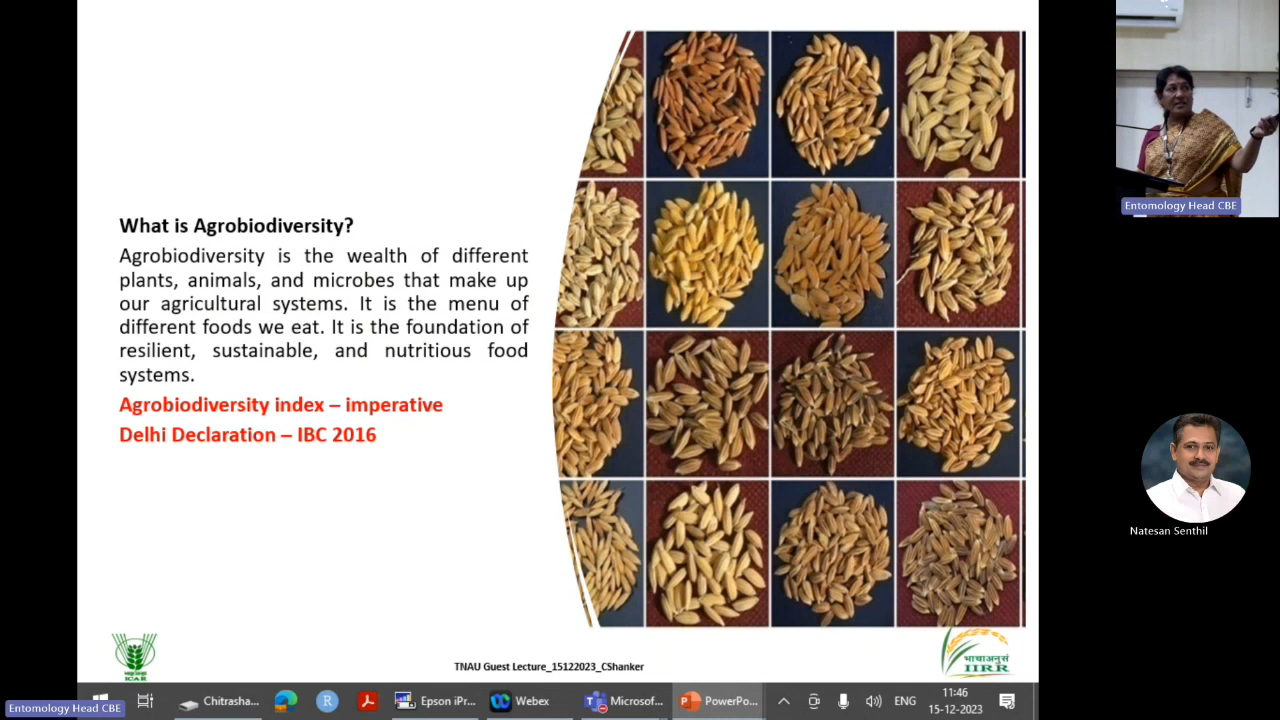 What is Agrobiodiversity?
Agrobiodiversity is the wealth of different
plants, animals, and microbes that make up
our agricultural systems. It is the menu of
different foods we eat. It is the foundation of
resilient, sustainable, and nutritious food
systems.
Agrobiodiversity index – imperative
Delhi Declaration – IBC 2016
ICAR
TNAU Guest Lecture_15122023_CShanker
भाचाअनुसं
IIRR
Entomology Head CBE
Natesan Senthil
Entomology Head CBE
Chitrasha...
R
Epson iPr...
Webex
Microsof...
PowerPo...
ENG
11:46
15-12-2023